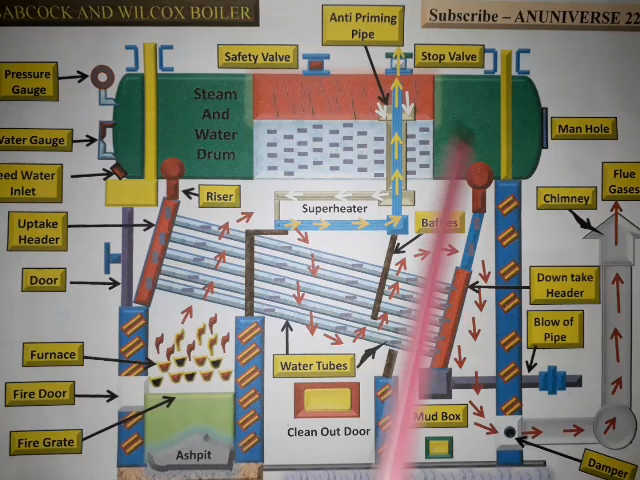 BABCOCK AND WILCOX BOILER
Subscribe – ANUNIVERSE 22
Anti Priming
Pipe
Safety Valve
Stop Valve
Pressure
Gauge
Steam
And
Water
Drum
Water Gauge
Man Hole
Feed Water
Inlet
Riser
Flue
Gases
Chimney
Superheater
Uptake
Header
Baffles
Door
Down take
Header
Blow of
Pipe
Furnace
Water Tubes
Fire Door
Mud Box
Clean Out Door
Fire Grate
Ashpit
Damper